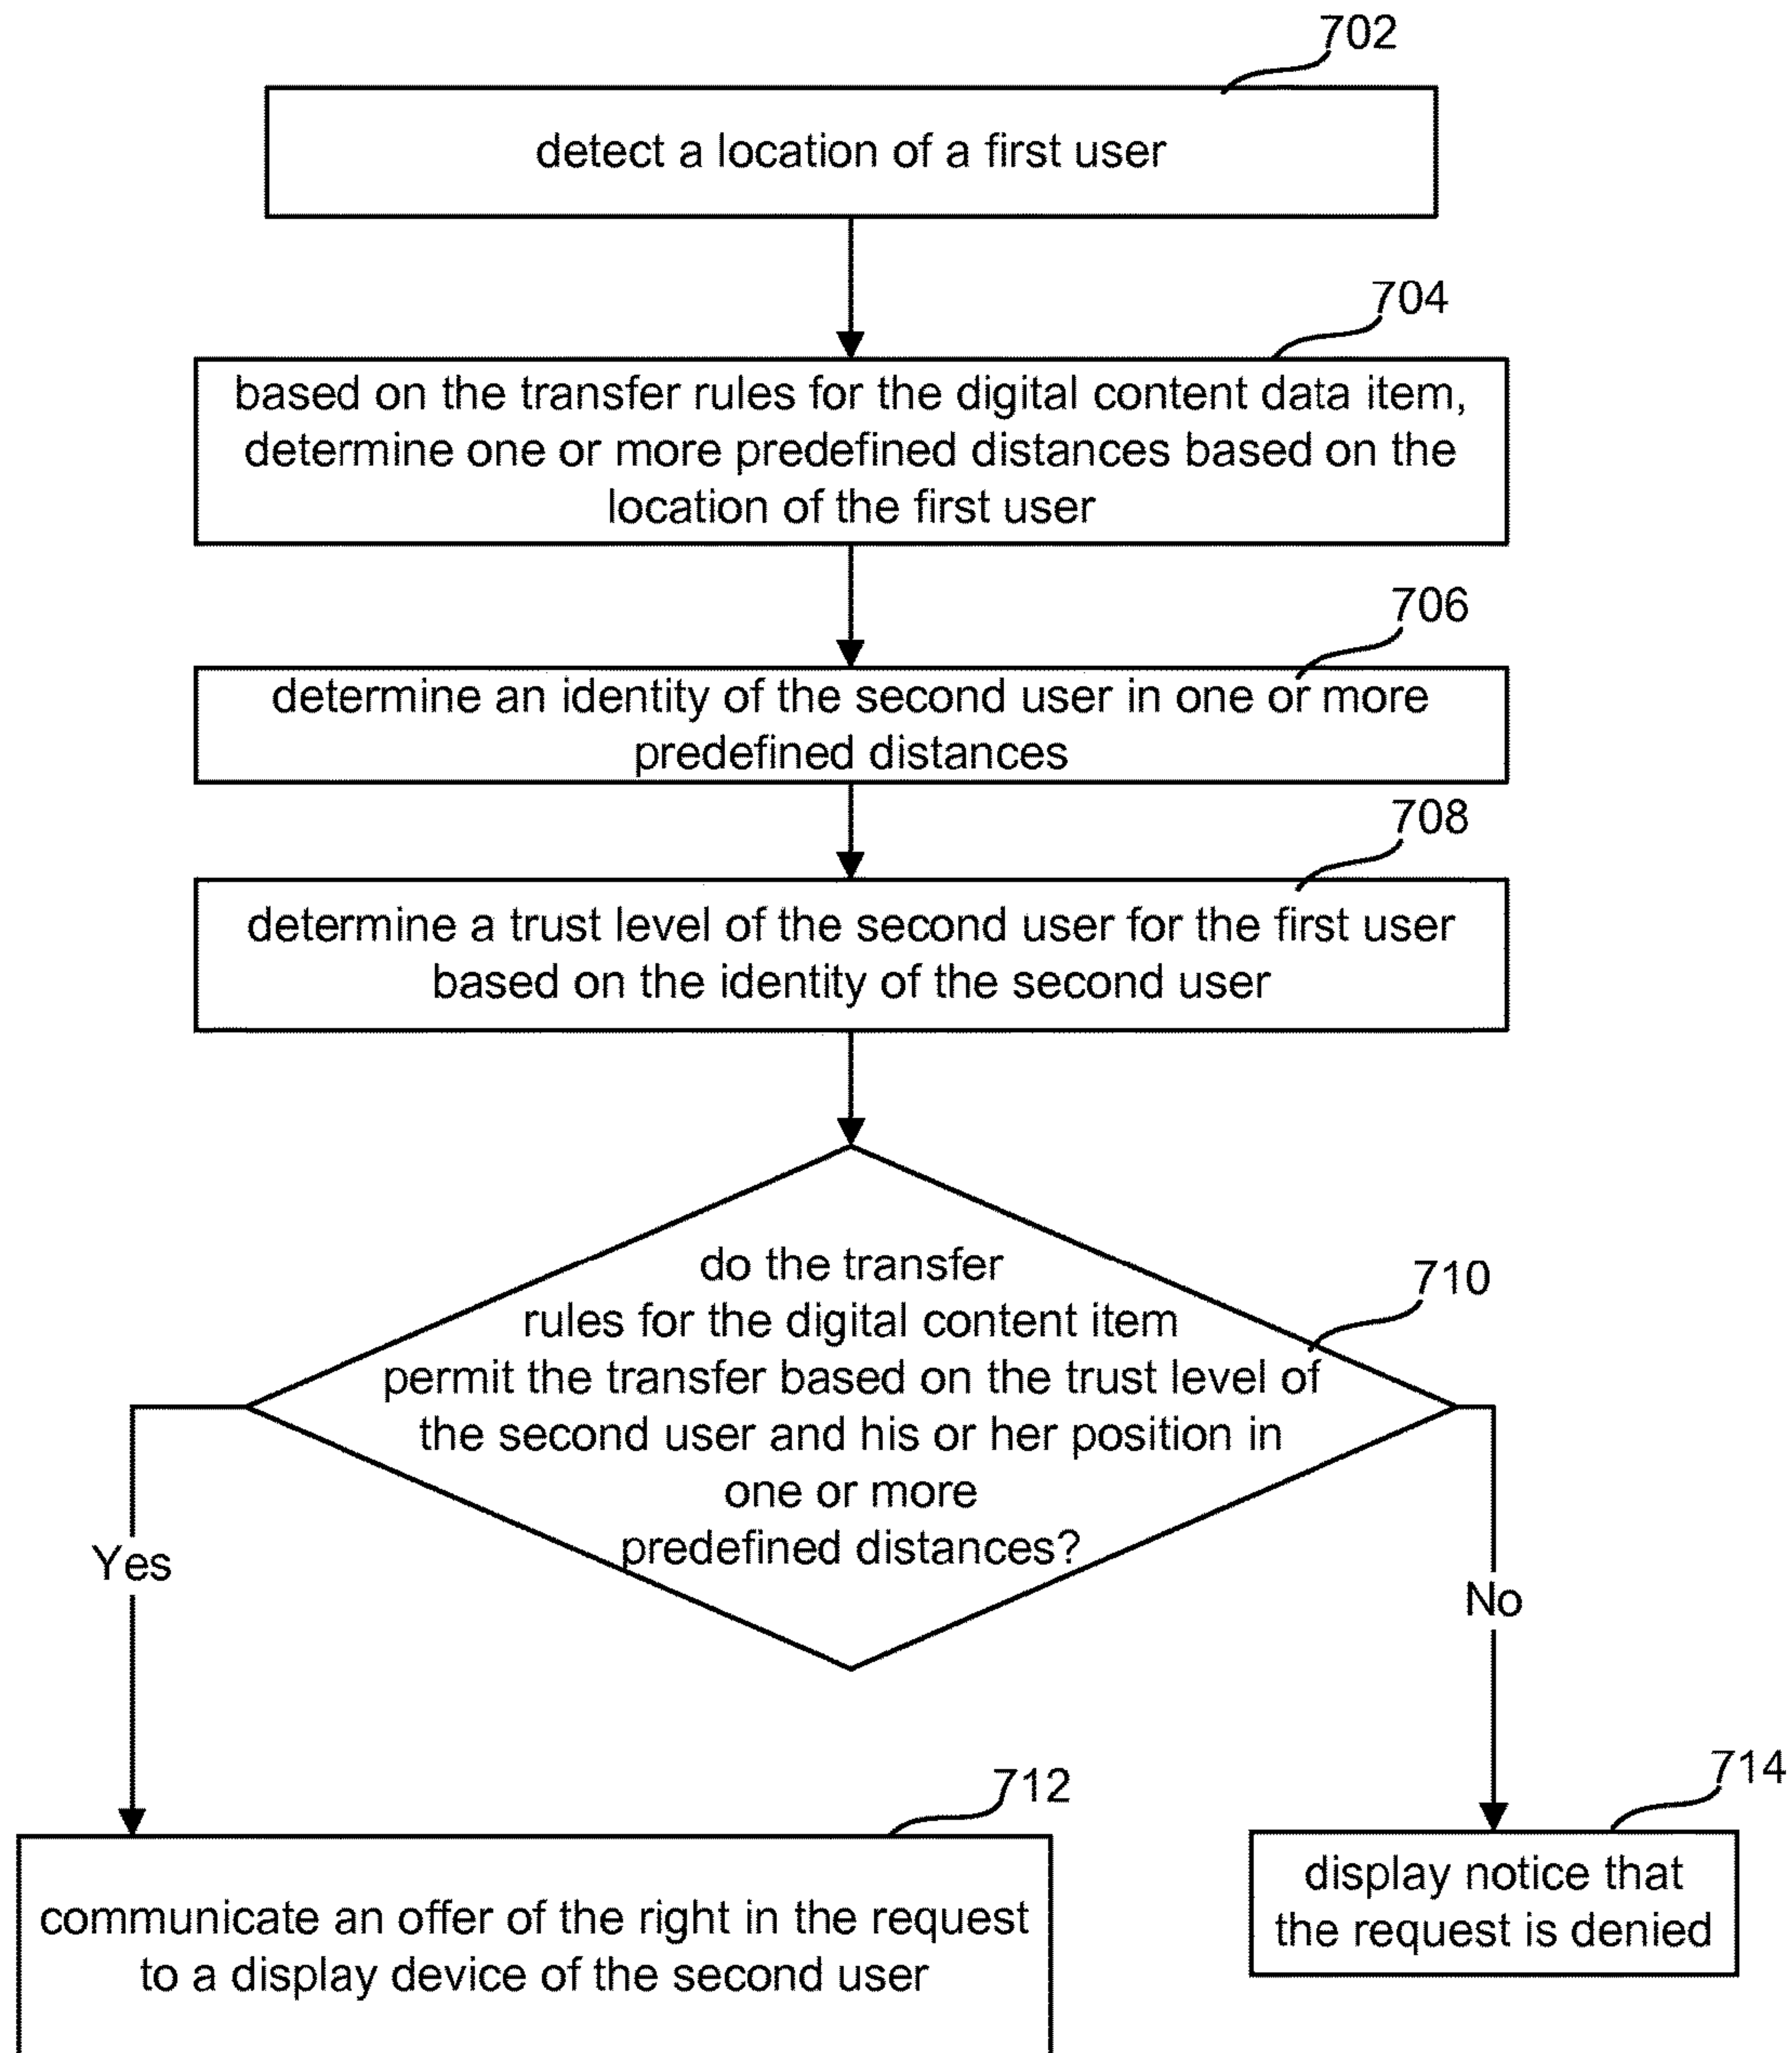 702
detect a location of a first user
704
based on the transfer rules for the digital content data item,
determine one or more predefined distances based on the
location of the first user
706
determine an identity of the second user in one or more
predefined distances
708
determine a trust level of the second user for the first user
based on the identity of the second user
710
do the transfer
rules for the digital content item
permit the transfer based on the trust level of
the second user and his or her position in
one or more
predefined distances?
Yes
No
712
communicate an offer of the right in the request
to a display device of the second user
714
display notice that
the request is denied